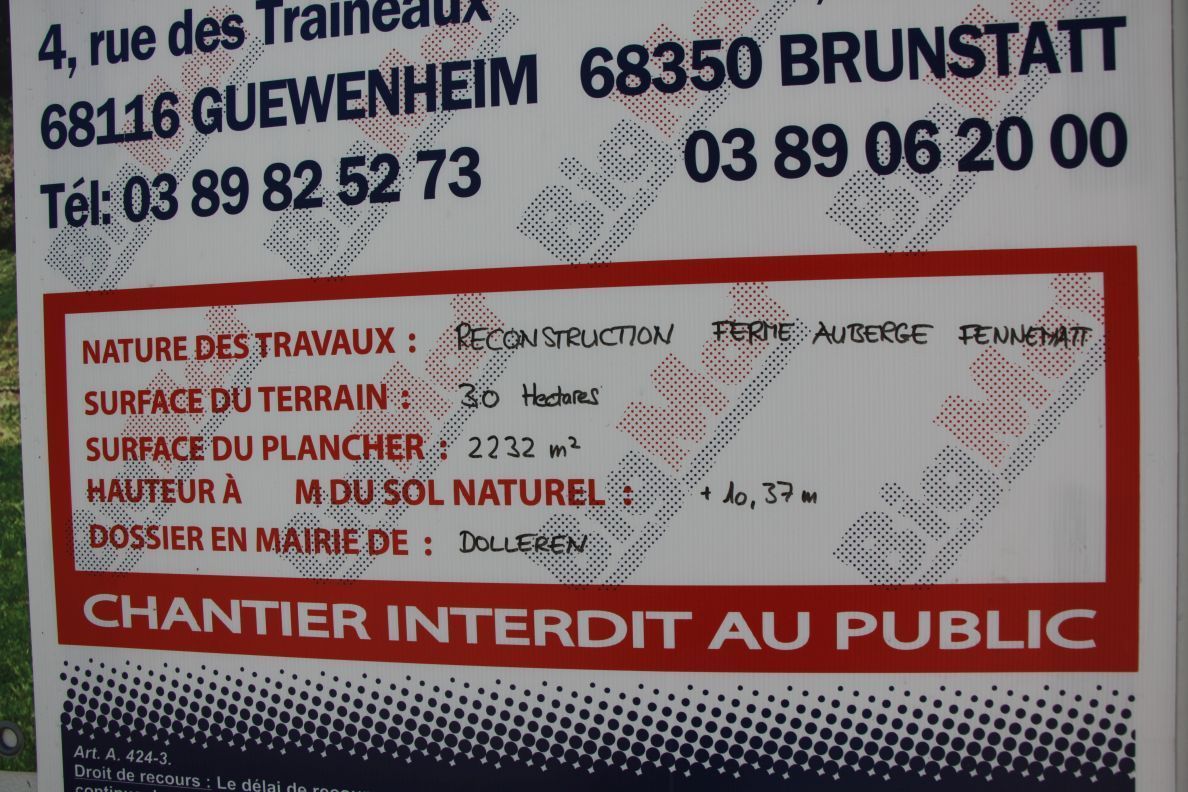 4, rue des Traineaux
68116 GUEWENHEIM
Tél: 03 89 82 52 73
68350 BRUNSTATT
03 89 06 20 00
NATURE DES TRAVAUX : RECONSTRUCTION FERME AUBERGE FENNEMATT
SURFACE DU TERRAIN : 30 Hectares
SURFACE DU PLANCHER : 2232 m²
HAUTEUR À M DU SOL NATUREL : + 10,37 m
DOSSIER EN MAIRIE DE : DOLLEREN
CHANTIER INTERDIT AU PUBLIC
Art. A. 424-3.
Droit de recours : Le délai de